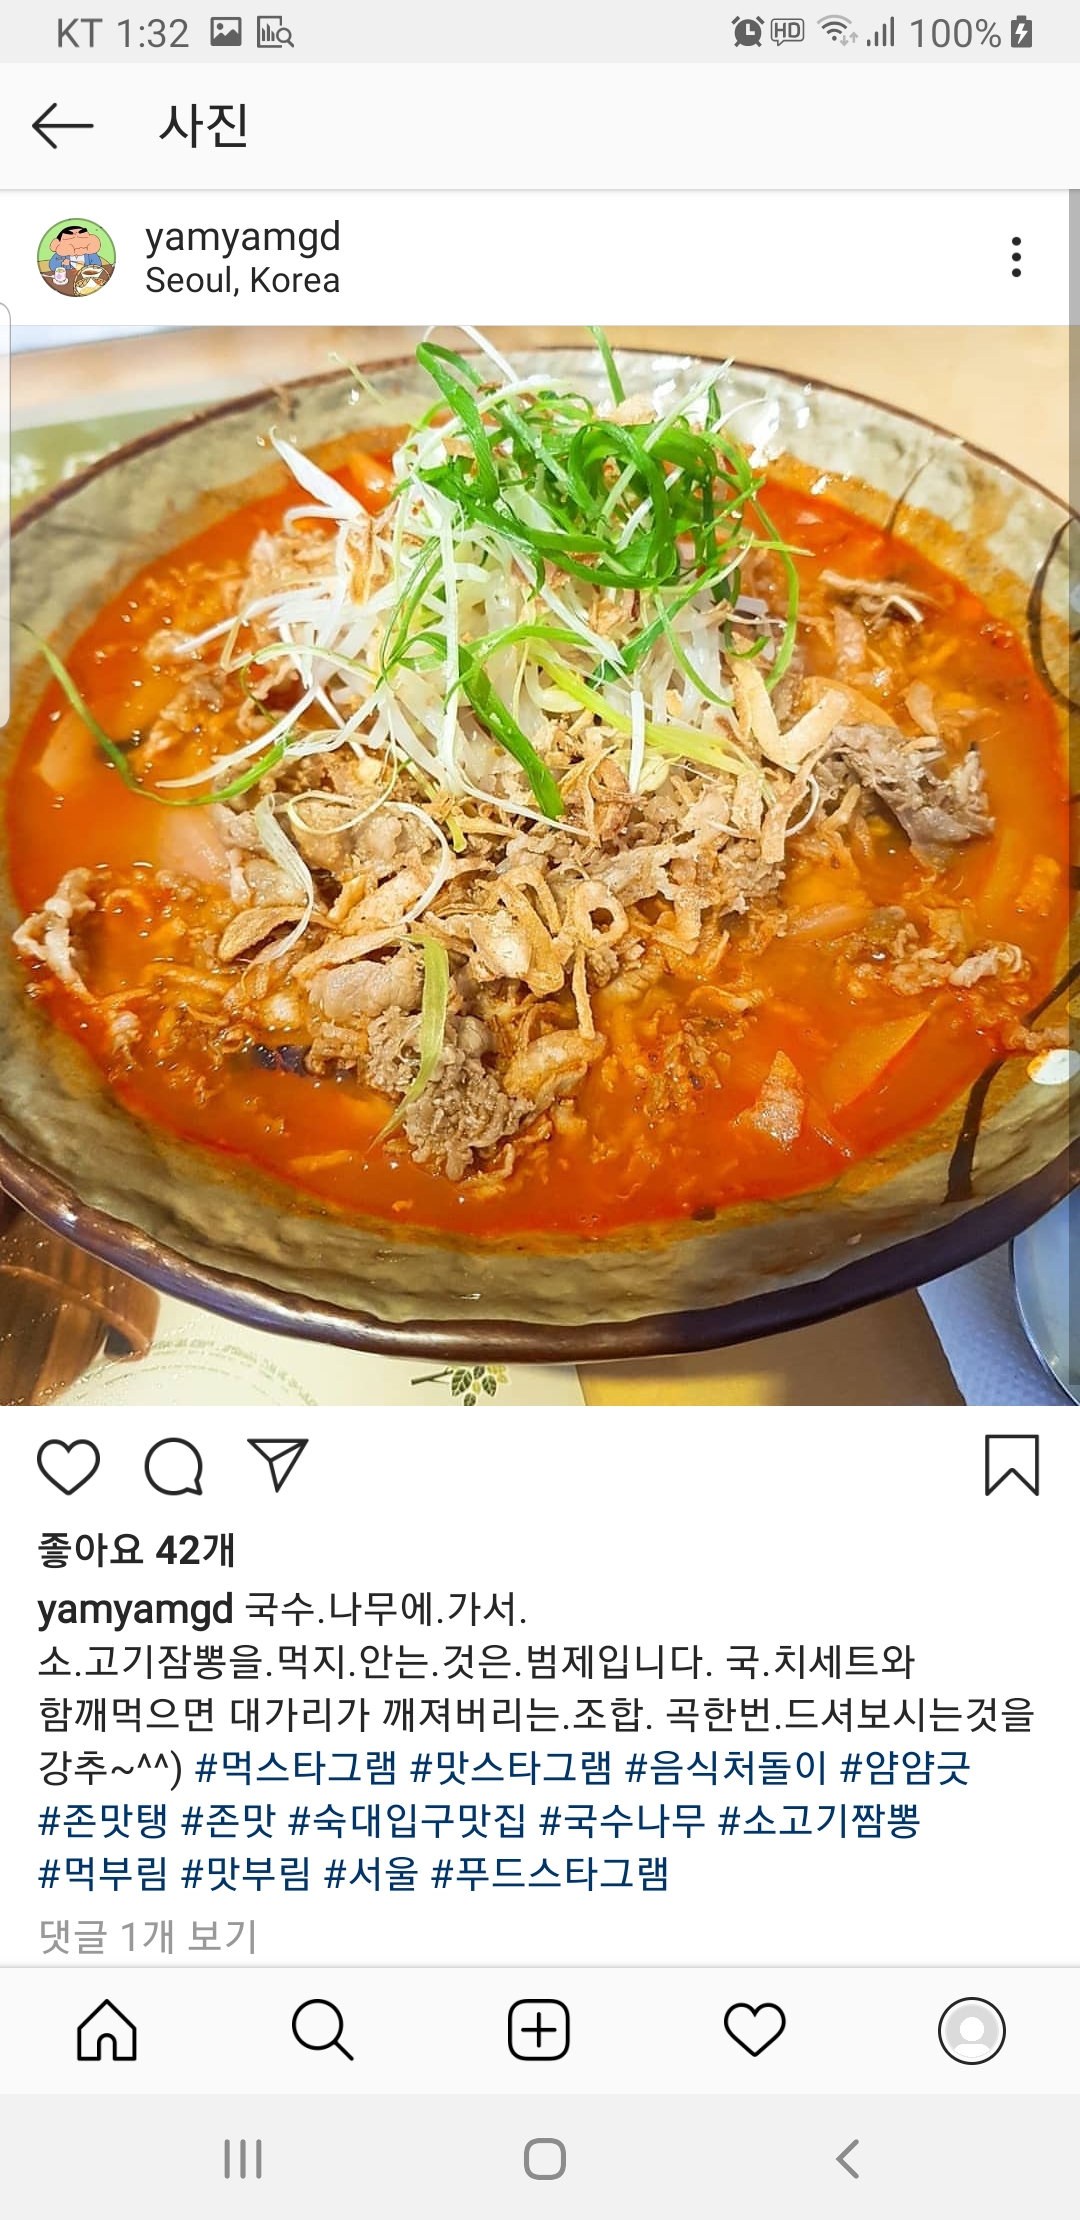 KT 1:32 HD 100%
사진
yamyamgd
Seoul, Korea
좋아요 42개
yamyamgd 국수.나무에.가서.
소.고기잠뽕을.먹지.안는.것은.범제입니다. 국.치세트와
함깨먹으면 대가리가 깨져버리는.조합. 곡한번.드셔보시는것을
강추~^^) #먹스타그램 #맛스타그램 #음식처돌이 #얌얌굿
#존맛탱 #존맛 #숙대입구맛집 #국수나무 #소고기짬뽕
#먹부림 #맛부림 #서울 #푸드스타그램
댓글 1개 보기